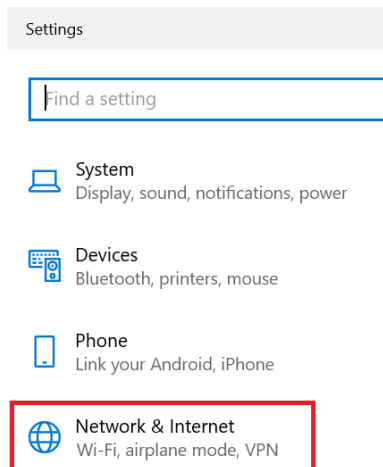 Settings
Find a setting
System
Display, sound, notifications, power
Devices
Bluetooth, printers, mouse
Phone
Link your Android, iPhone
Network & Internet
Wi-Fi, airplane mode, VPN